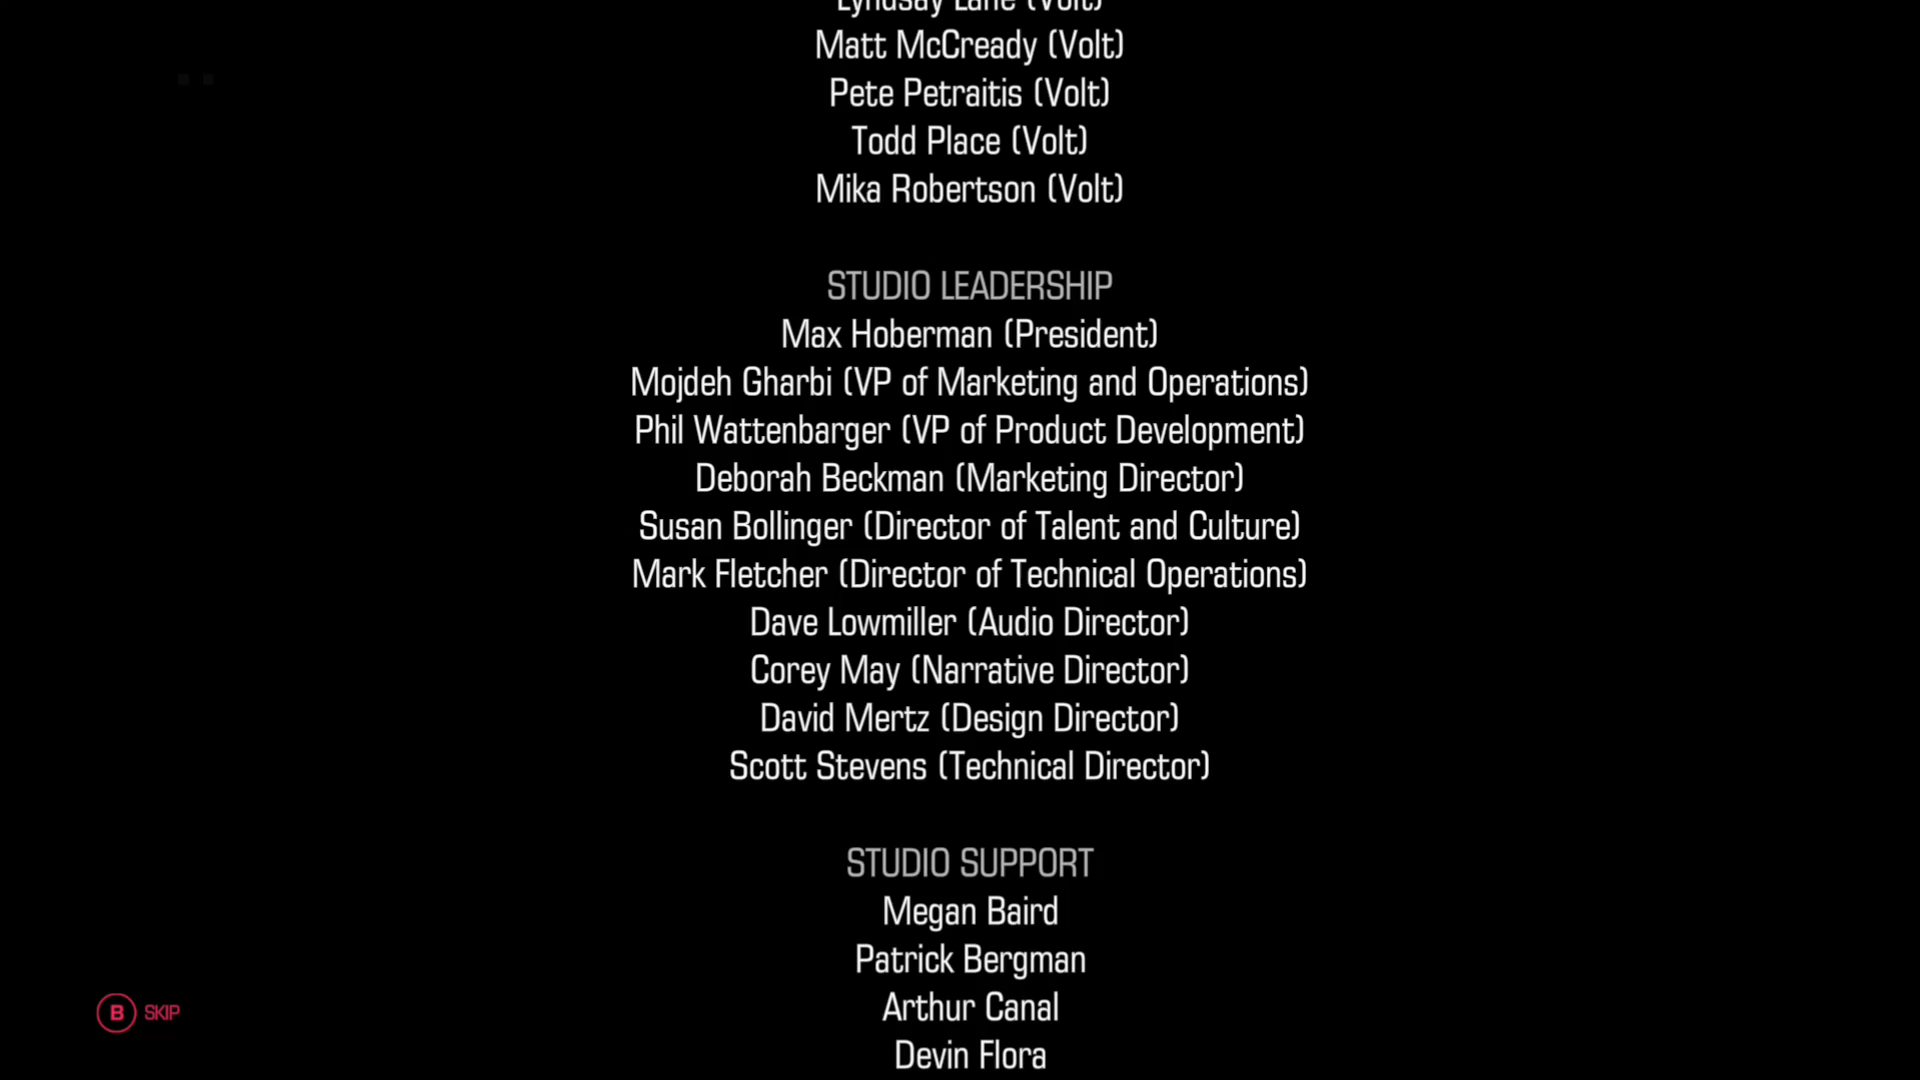 Lyndsay Lane (Volt)
Matt McCready (Volt)
Pete Petraitis (Volt)
Todd Place (Volt)
Mika Robertson (Volt)
STUDIO LEADERSHIP
Max Hoberman (President)
Mojdeh Gharbi (VP of Marketing and Operations)
Phil Wattenbarger (VP of Product Development)
Deborah Beckman (Marketing Director)
Susan Bollinger (Director of Talent and Culture)
Mark Fletcher (Director of Technical Operations)
Dave Lowmiller (Audio Director)
Corey May (Narrative Director)
David Mertz (Design Director)
Scott Stevens (Technical Director)
STUDIO SUPPORT
Megan Baird
Patrick Bergman
Arthur Canal
Devin Flora
B SKIP